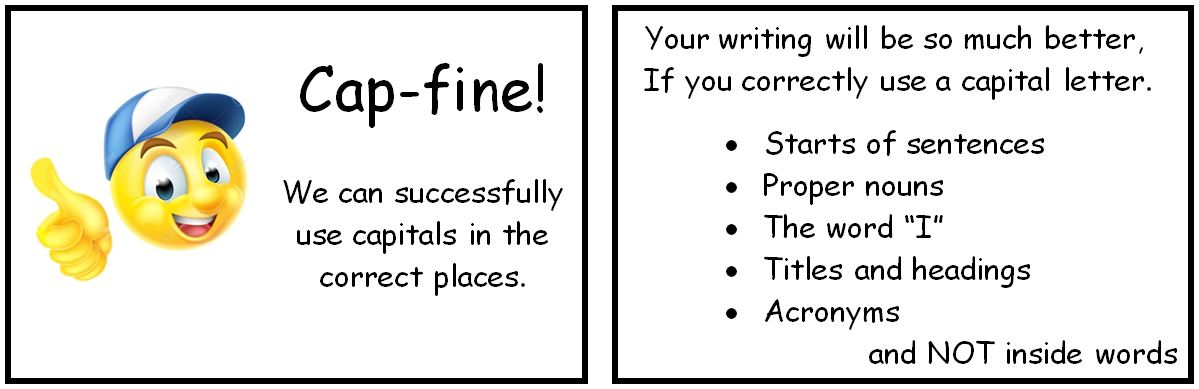 Cap-fine!
We can successfully
use capitals in the
correct places.
Your writing will be so much better,
If you correctly use a capital letter.
• Starts of sentences
• Proper nouns
• The word “I”
• Titles and headings
• Acronyms
and NOT inside words